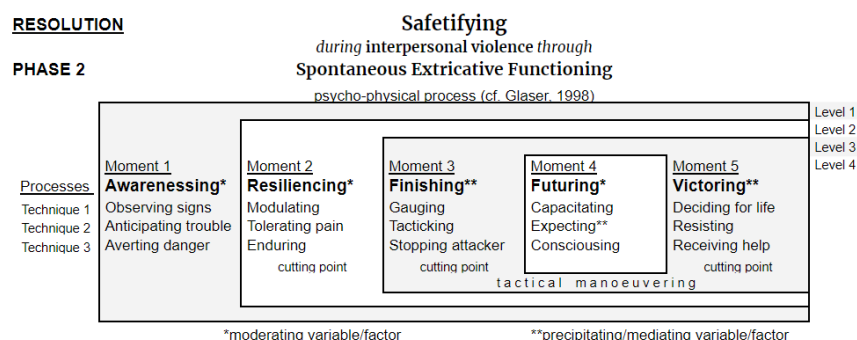 RESOLUTION
Safetifying
during interpersonal violence through
PHASE 2
Spontaneous Extricative Functioning
psycho-physical process (cf. Glaser, 1998)
Level 1
Level 2
Level 3
Level 4
Moment 1 Moment 2 Moment 3 Moment 4 Moment 5
Processes Awarenessing* Resiliencing* Finishing** Futuring* Victoring**
Technique 1 Observing signs Modulating Gauging Capacitating Deciding for life
Technique 2 Anticipating trouble Tolerating pain Tacticking Expecting** Resisting
Technique 3 Averting danger Enduring Stopping attacker Consciousing Receiving help
cutting point cutting point cutting point
tactical manoeuvering
*moderating variable/factor **precipitating/mediating variable/factor